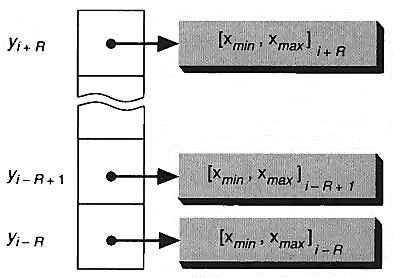 y_{i+R} [x_{min}, x_{max}]_{i+R}
y_{i-R+1} [x_{min}, x_{max}]_{i-R+1}
y_{i-R} [x_{min}, x_{max}]_{i-R}